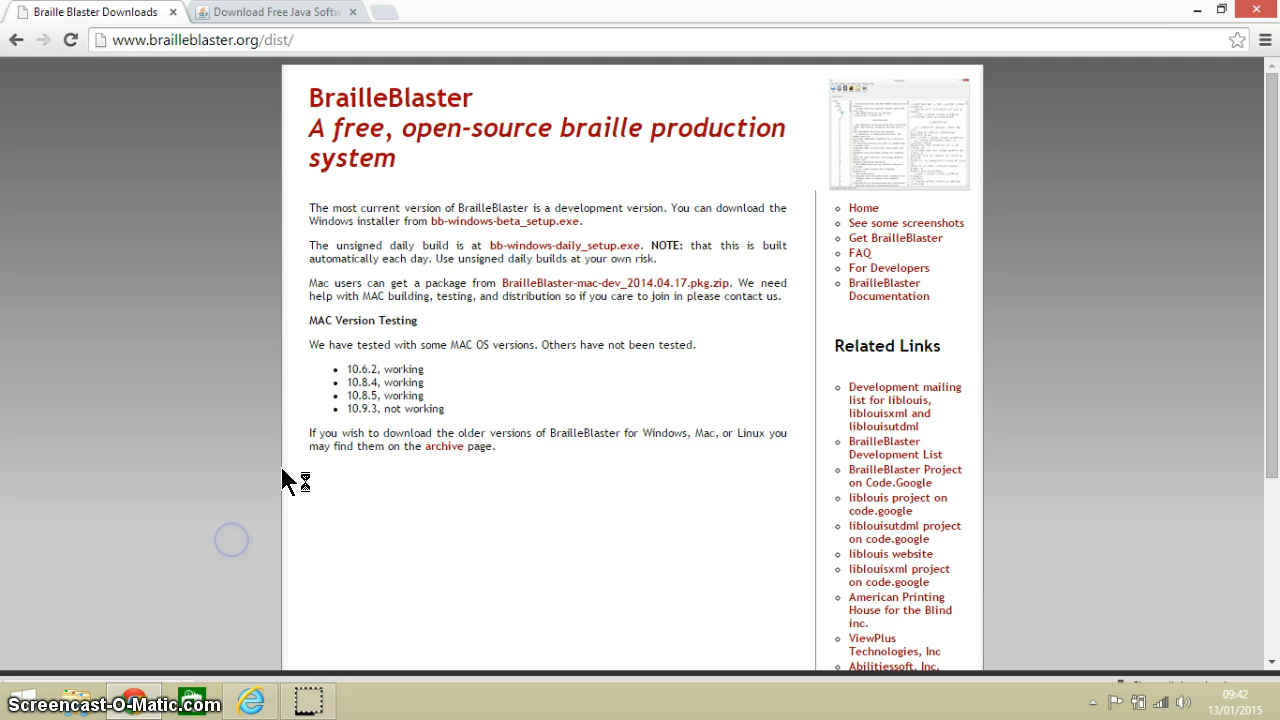 Braille Blaster Downloads
Download Free Java Softw
www.brailleblaster.org/dist/
BrailleBlaster
A free, open-source braille production
system
The most current version of BrailleBlaster is a development version. You can download the
Windows installer from bb-windows-beta_setup.exe.
The unsigned daily build is at bb-windows-daily_setup.exe. NOTE: that this is built
automatically each day. Use unsigned daily builds at your own risk.
Mac users can get a package from BrailleBlaster-mac-dev_2014.04.17.pkg.zip. We need
help with MAC building, testing, and distribution so if you care to join in please contact us.
MAC Version Testing
We have tested with some MAC OS versions. Others have not been tested.
10.6.2, working
10.8.4, working
10.8.5, working
10.9.3, not working
If you wish to download the older versions of BrailleBlaster for Windows, Mac, or Linux you
may find them on the archive page.
Home
See some screenshots
Get BrailleBlaster
FAQ
For Developers
BrailleBlaster
Documentation
Related Links
Development mailing
list for liblouis,
liblouisxml and
liblouisutdml
BrailleBlaster
Development List
BrailleBlaster Project
on Code.Google
liblouis project on
code.google
liblouisutdml project
on code.google
liblouis website
liblouisxml project
on code.google
American Printing
House for the Blind
inc.
ViewPlus
Technologies, Inc
Abilitiessoft, Inc.
Screencast-O-Matic.com
09:42
13/01/2015